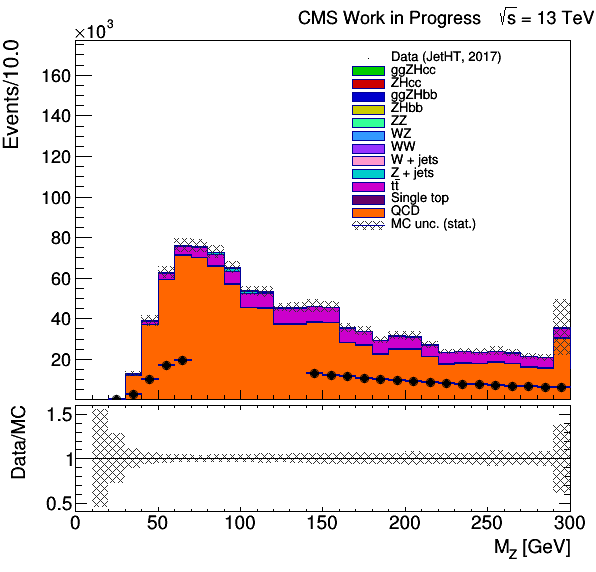 CMS Work in Progress √s = 13 TeV
×10³
Events/10.0
160
140
120
100
80
60
40
20
Data (JetHT, 2017)
ggZHcc
ZHcc
ggZHbb
ZHbb
ZZ
WZ
WW
W + jets
Z + jets
tt̄
Single top
QCD
MC unc. (stat.)
Data/MC
1.5
1
0.5
0 50 100 150 200 250 300
M_Z [GeV]